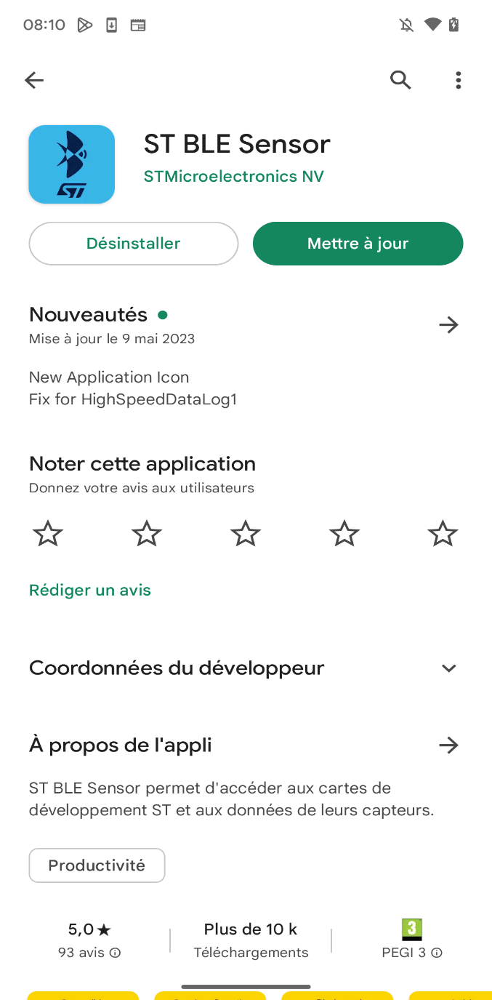 08:10
ST BLE Sensor
STMicroelectronics NV
Désinstaller
Mettre à jour
Nouveautés
Mise à jour le 9 mai 2023
New Application Icon
Fix for HighSpeedDataLog1
Noter cette application
Donnez votre avis aux utilisateurs
Rédiger un avis
Coordonnées du développeur
À propos de l'appli
ST BLE Sensor permet d'accéder aux cartes de
développement ST et aux données de leurs capteurs.
Productivité
5,0★ Plus de 10 k 3
93 avis Téléchargements PEGI 3